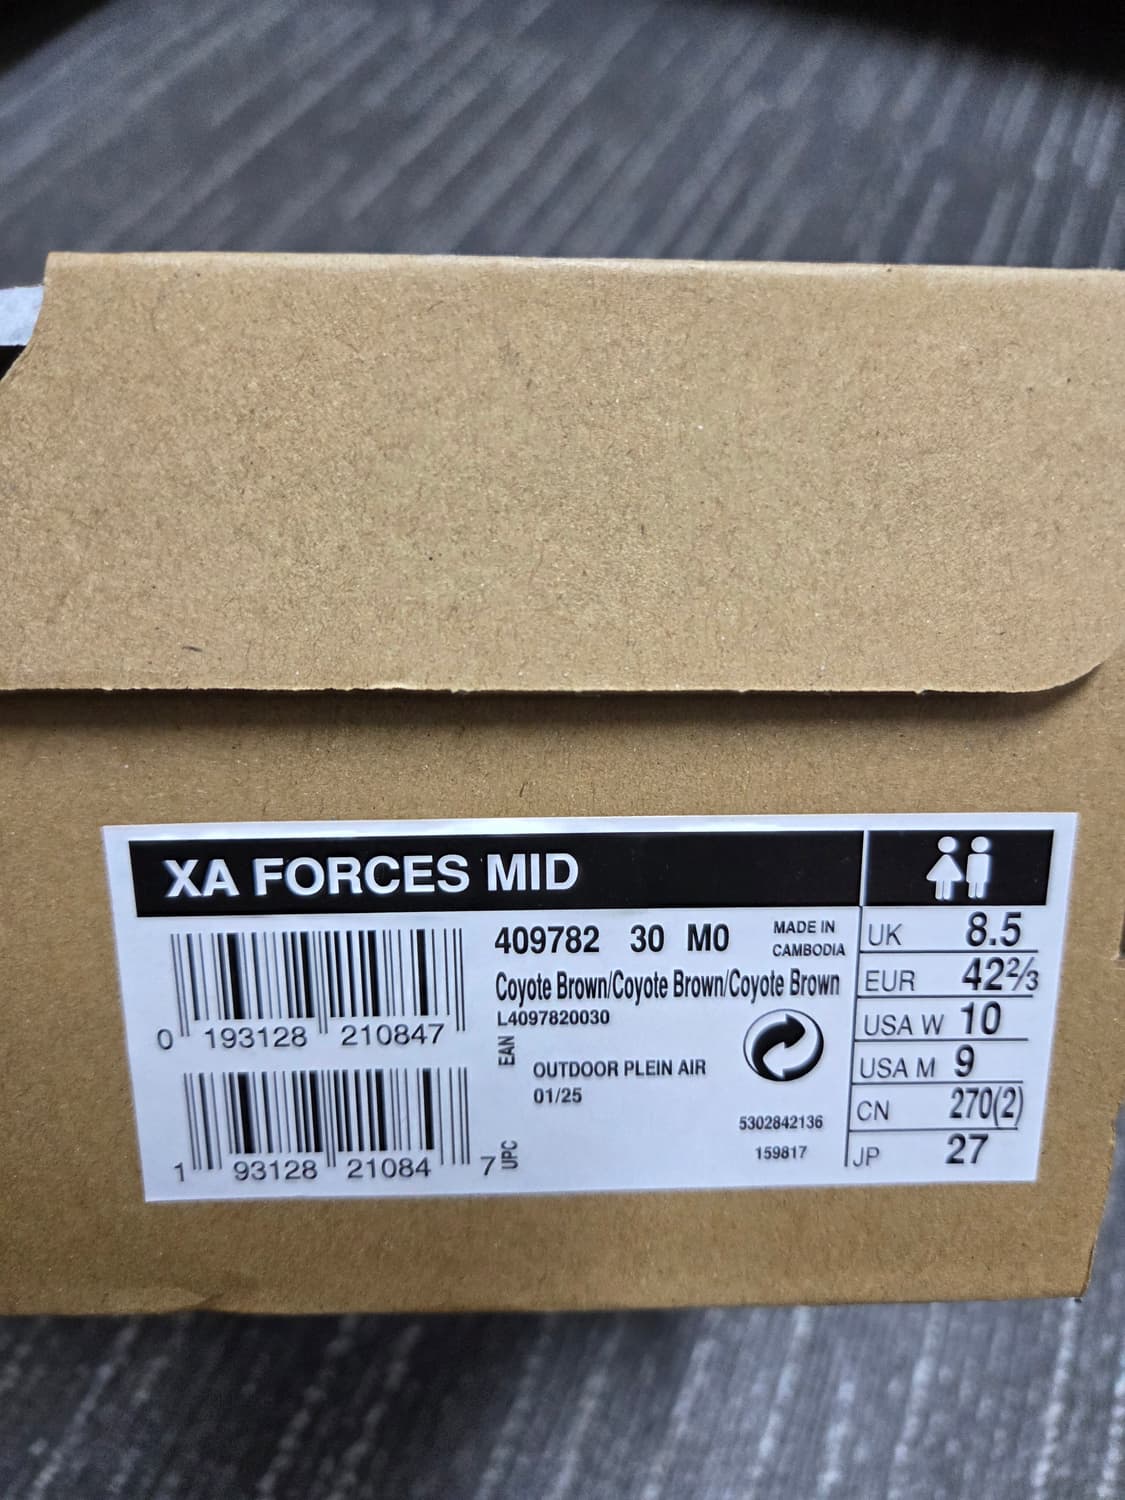 XA FORCES MID
0 193128 210847
1 93128 21084 7
EAN
UPC
409782 30 M0
MADE IN
CAMBODIA
Coyote Brown/Coyote Brown/Coyote Brown
L4097820030
OUTDOOR PLEIN AIR
01/25
5302842136
159817
UK 8.5
EUR 42⅔
USA W 10
USA M 9
CN 270(2)
JP 27